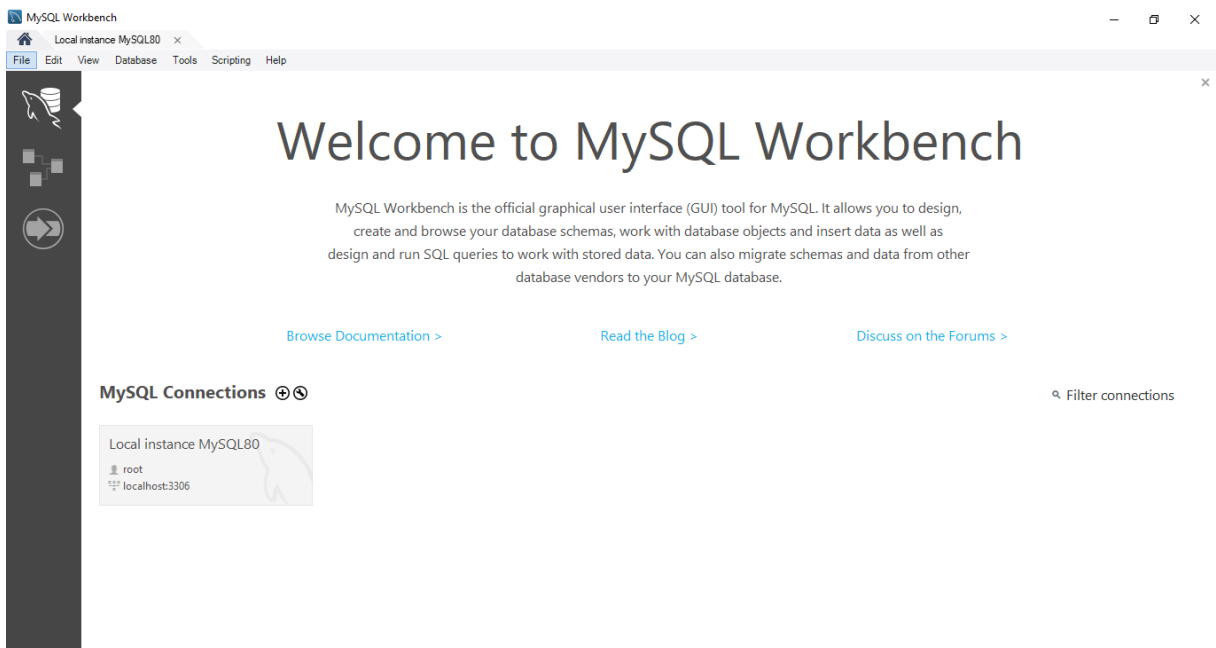 MySQL Workbench
Local instance MySQL80 ×
File Edit View Database Tools Scripting Help
Welcome to MySQL Workbench
MySQL Workbench is the official graphical user interface (GUI) tool for MySQL. It allows you to design,
create and browse your database schemas, work with database objects and insert data as well as
design and run SQL queries to work with stored data. You can also migrate schemas and data from other
database vendors to your MySQL database.
Browse Documentation > Read the Blog > Discuss on the Forums >
MySQL Connections Filter connections
Local instance MySQL80
root
localhost:3306